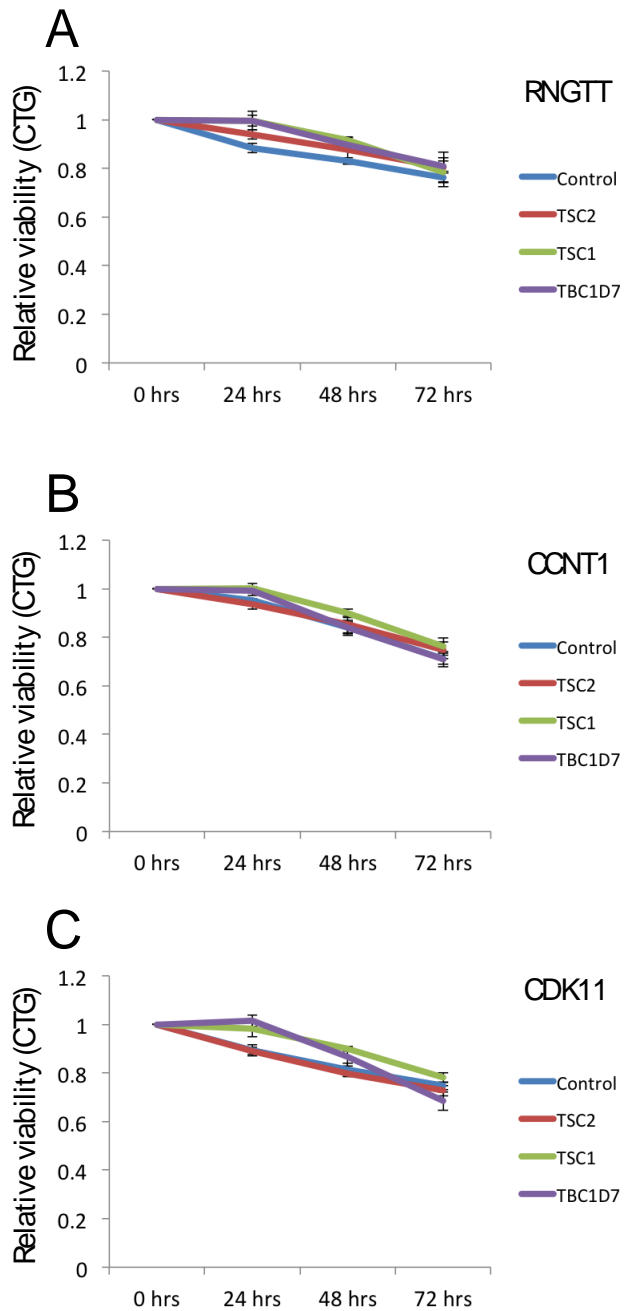 A
RNGTT
Relative viability (CTG)
1.2
1
0.8
0.6
0.4
0.2
0
0 hrs 24 hrs 48 hrs 72 hrs
Control
TSC2
TSC1
TBC1D7
B
CCNT1
Relative viability (CTG)
1.2
1
0.8
0.6
0.4
0.2
0
0 hrs 24 hrs 48 hrs 72 hrs
Control
TSC2
TSC1
TBC1D7
C
CDK11
Relative viability (CTG)
1.2
1
0.8
0.6
0.4
0.2
0
0 hrs 24 hrs 48 hrs 72 hrs
Control
TSC2
TSC1
TBC1D7